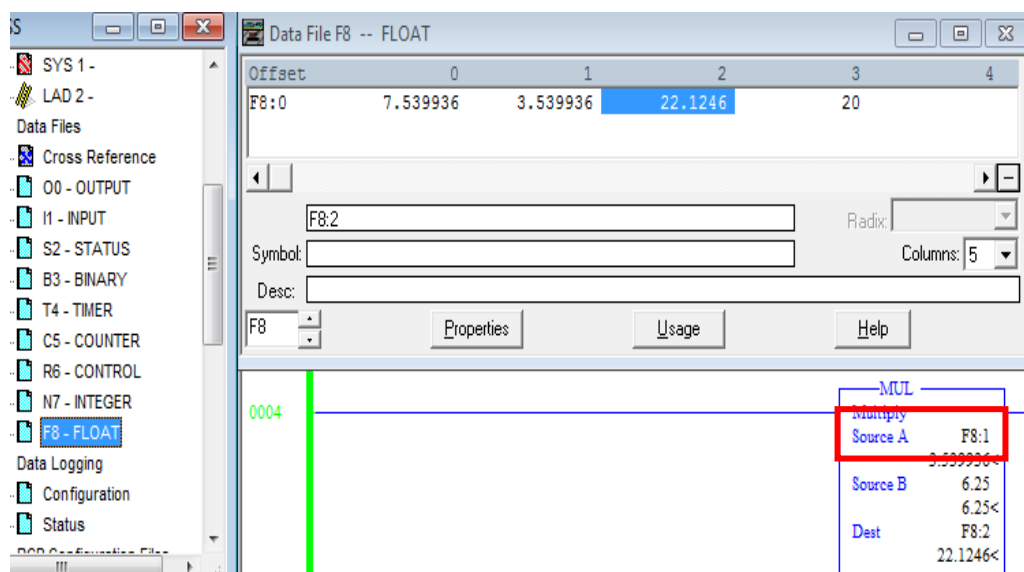 SS
SYS 1 -
LAD 2 -
Data Files
Cross Reference
O0 - OUTPUT
I1 - INPUT
S2 - STATUS
B3 - BINARY
T4 - TIMER
C5 - COUNTER
R6 - CONTROL
N7 - INTEGER
F8 - FLOAT
Data Logging
Configuration
Status
Data File F8 -- FLOAT
Offset 0 1 2 3 4
F8:0 7.539936 3.539936 22.1246 20
F8:2
Radix:
Symbol:
Columns: 5
Desc:
F8 Properties Usage Help
0004
MUL
Multiply
Source A F8:1
3.539936<
Source B 6.25
6.25<
Dest F8:2
22.1246<